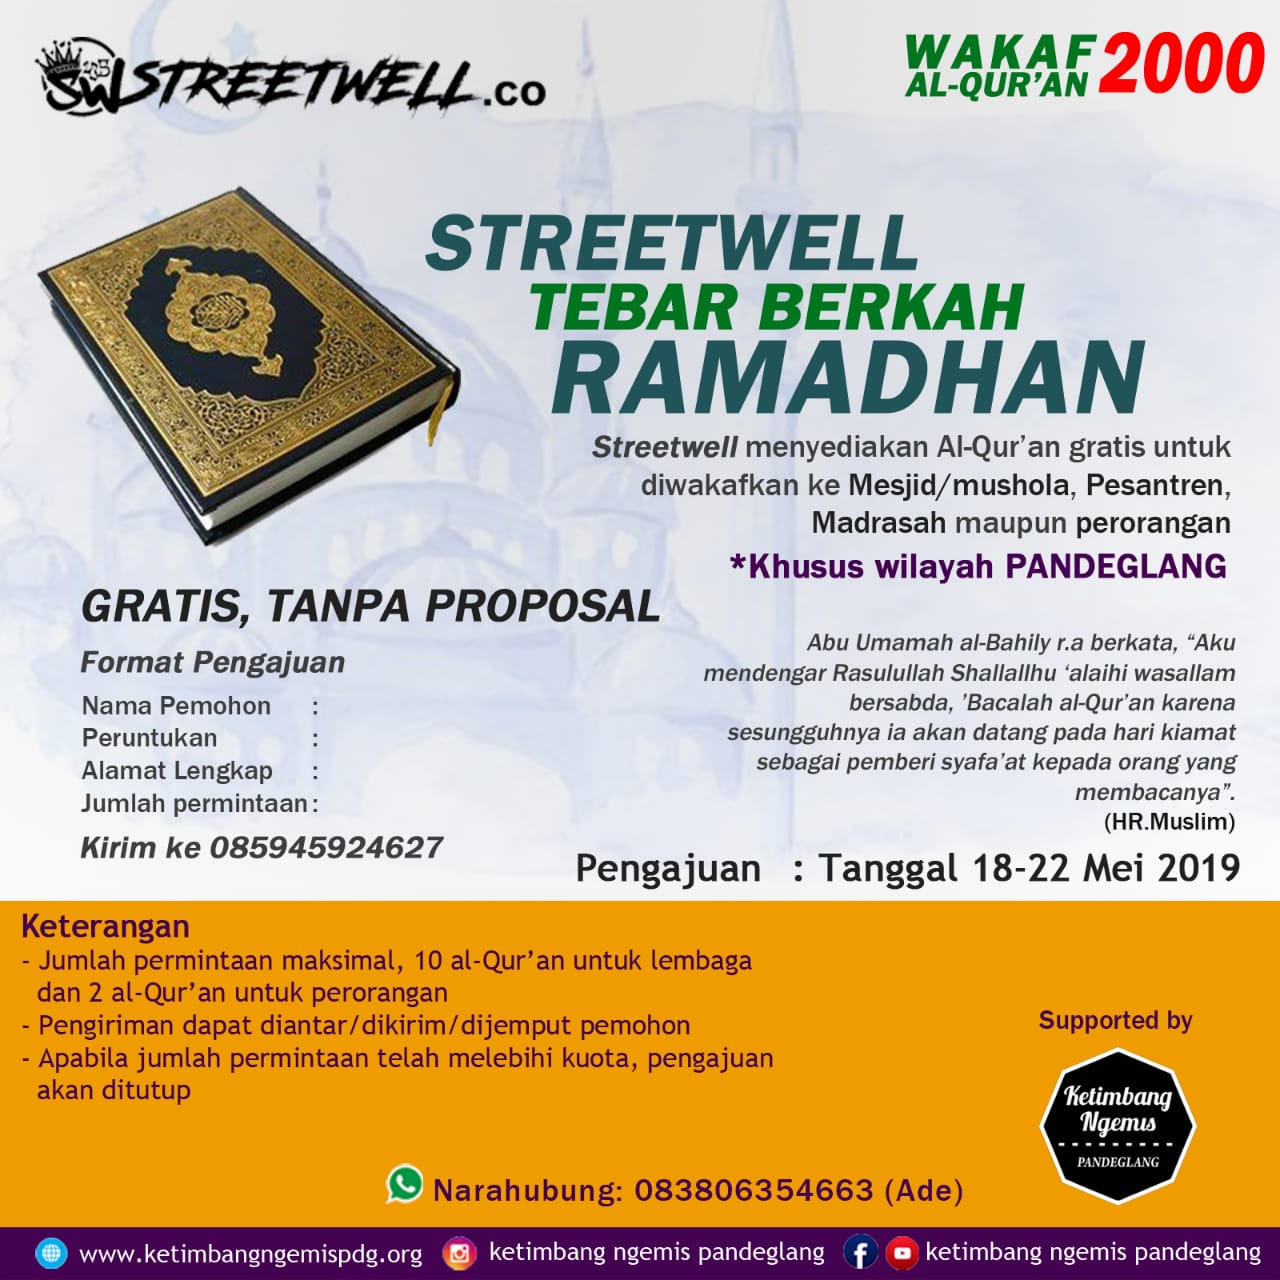 STREETWELL.co
WAKAF
AL-QUR'AN 2000
STREETWELL
TEBAR BERKAH
RAMADHAN
Streetwell menyediakan Al-Qur'an gratis untuk
diwakafkan ke Mesjid/mushola, Pesantren,
Madrasah maupun perorangan
*Khusus wilayah PANDEGLANG
GRATIS, TANPA PROPOSAL
Format Pengajuan
Nama Pemohon :
Peruntukan :
Alamat Lengkap :
Jumlah permintaan :
Kirim ke 085945924627
Abu Umamah al-Bahily r.a berkata, “Aku
mendengar Rasulullah Shallallhu ‘alaihi wasallam
bersabda, ’Bacalah al-Qur’an karena
sesungguhnya ia akan datang pada hari kiamat
sebagai pemberi syafa’at kepada orang yang
membacanya”.
(HR.Muslim)
Pengajuan : Tanggal 18-22 Mei 2019
Keterangan
- Jumlah permintaan maksimal, 10 al-Qur’an untuk lembaga
dan 2 al-Qur’an untuk perorangan
- Pengiriman dapat diantar/dikirim/dijemput pemohon
- Apabila jumlah permintaan telah melebihi kuota, pengajuan
akan ditutup
Supported by
Ketimbang
Ngemis
PANDEGLANG
Narahubung: 083806354663 (Ade)
www.ketimbangngemispdg.org ketimbang ngemis pandeglang ketimbang ngemis pandeglang